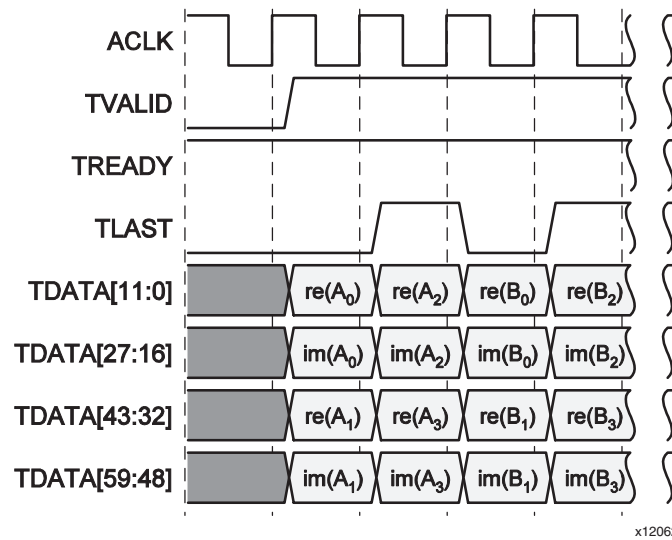 ACLK
TVALID
TREADY
TLAST
TDATA[11:0] re(A₀) re(A₂) re(B₀) re(B₂)
TDATA[27:16] im(A₀) im(A₂) im(B₀) im(B₂)
TDATA[43:32] re(A₁) re(A₃) re(B₁) re(B₃)
TDATA[59:48] im(A₁) im(A₃) im(B₁) im(B₃)